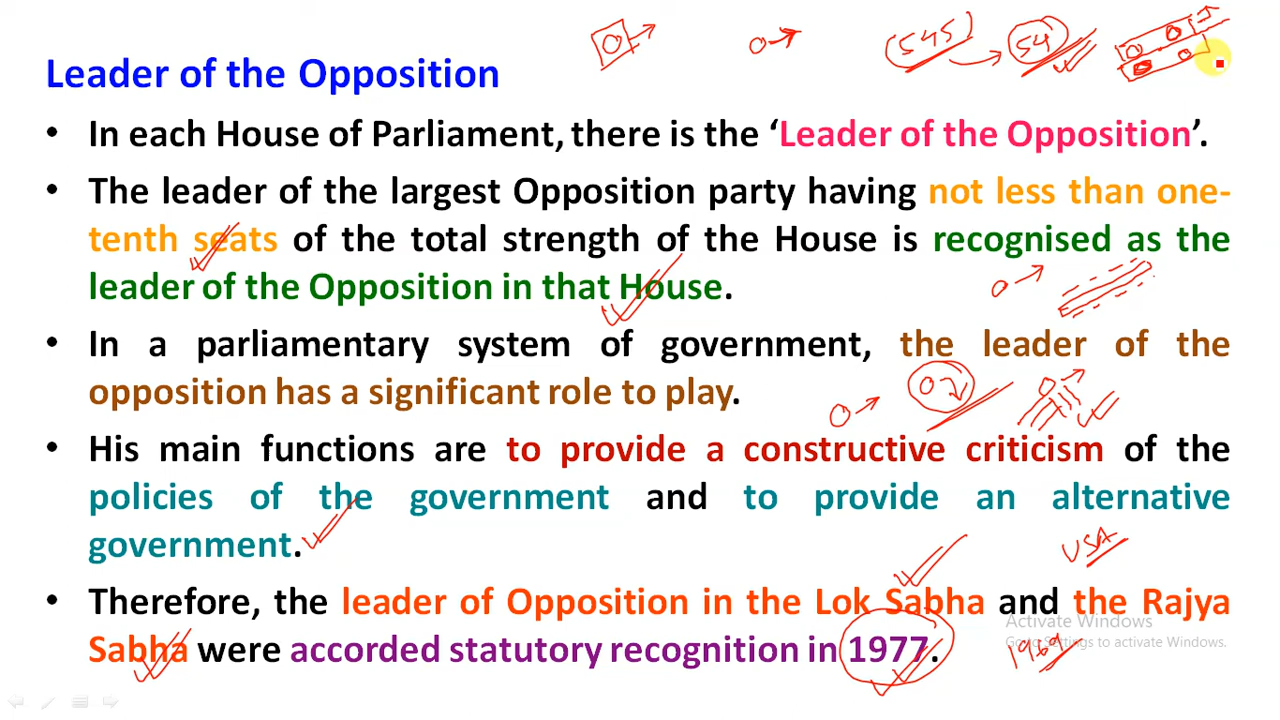 (545) → 54
Leader of the Opposition
• In each House of Parliament, there is the ‘Leader of the Opposition’.
• The leader of the largest Opposition party having not less than one-
tenth seats of the total strength of the House is recognised as the
leader of the Opposition in that House.
• In a parliamentary system of government, the leader of the
opposition has a significant role to play.
• His main functions are to provide a constructive criticism of the
policies of the government and to provide an alternative
government.
USA
• Therefore, the leader of Opposition in the Lok Sabha and the Rajya
Sabha were accorded statutory recognition in 1977.
1969
Activate Windows
Go to Settings to activate Windows.